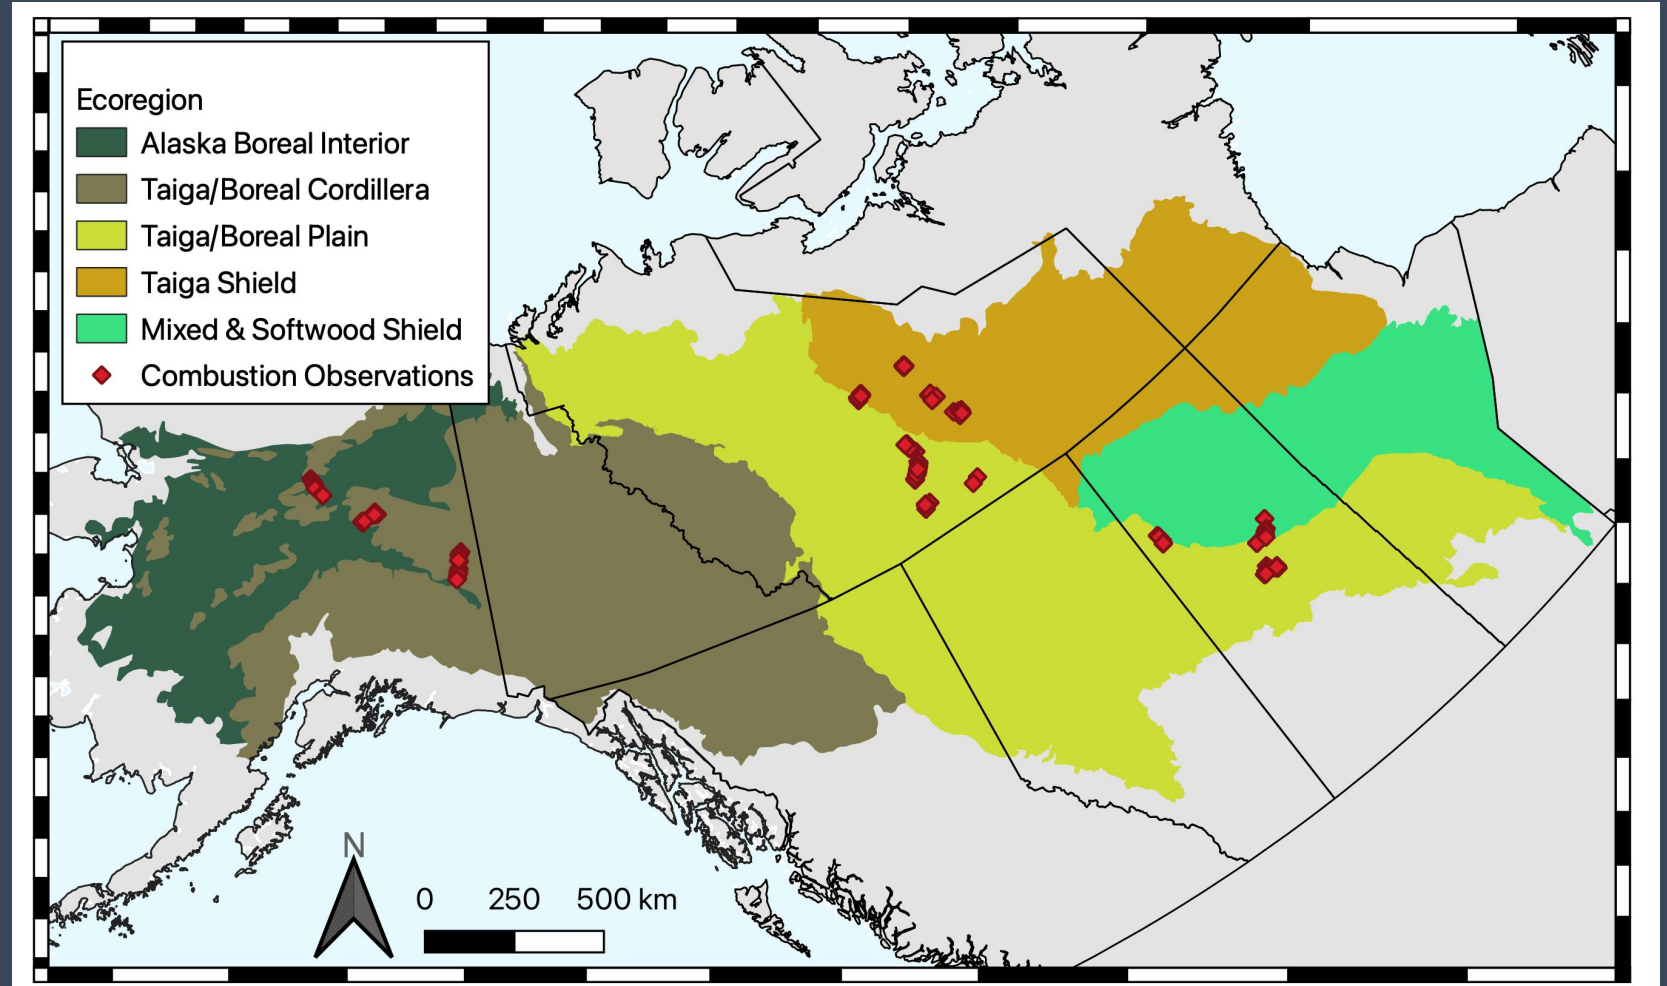 Ecoregion
Alaska Boreal Interior
Taiga/Boreal Cordillera
Taiga/Boreal Plain
Taiga Shield
Mixed & Softwood Shield
Combustion Observations
N
0 250 500 km